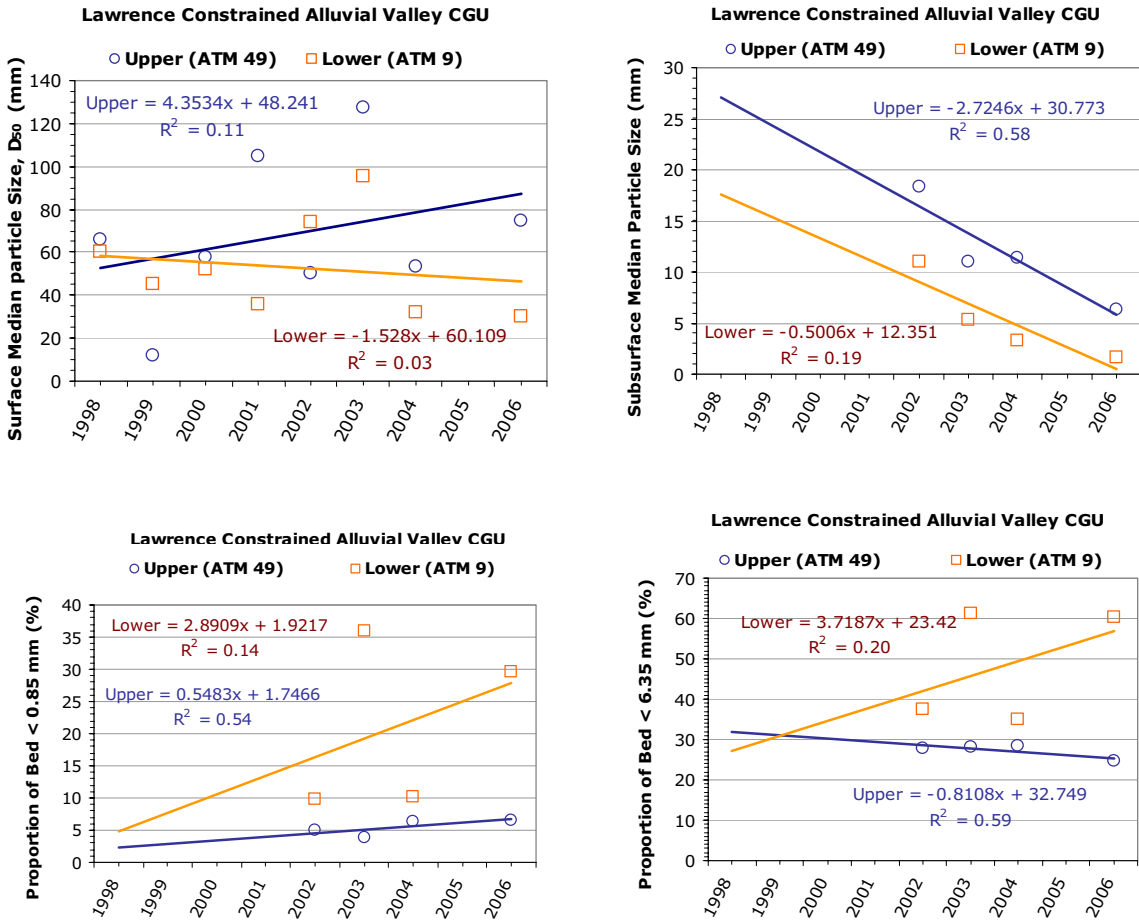 Lawrence Constrained Alluvial Valley CGU
Upper (ATM 49) Lower (ATM 9)
Surface Median particle Size, D50 (mm)
140
120
100
80
60
40
20
0
Upper = 4.3534x + 48.241
R2 = 0.11
Lower = -1.528x + 60.109
R2 = 0.03
1998 1999 2000 2001 2002 2003 2004 2005 2006
Lawrence Constrained Alluvial Valley CGU
Upper (ATM 49) Lower (ATM 9)
Subsurface Median Particle Size (mm)
30
25
20
15
10
5
0
Upper = -2.7246x + 30.773
R2 = 0.58
Lower = -0.5006x + 12.351
R2 = 0.19
1998 1999 2000 2001 2002 2003 2004 2005 2006
Lawrence Constrained Alluvial Valley CGU
Upper (ATM 49) Lower (ATM 9)
Proportion of Bed < 0.85 mm (%)
40
35
30
25
20
15
10
5
0
Lower = 2.8909x + 1.9217
R2 = 0.14
Upper = 0.5483x + 1.7466
R2 = 0.54
1998 1999 2000 2001 2002 2003 2004 2005 2006
Lawrence Constrained Alluvial Valley CGU
Upper (ATM 49) Lower (ATM 9)
Proportion of Bed < 6.35 mm (%)
70
60
50
40
30
20
10
0
Lower = 3.7187x + 23.42
R2 = 0.20
Upper = -0.8108x + 32.749
R2 = 0.59
1998 1999 2000 2001 2002 2003 2004 2005 2006